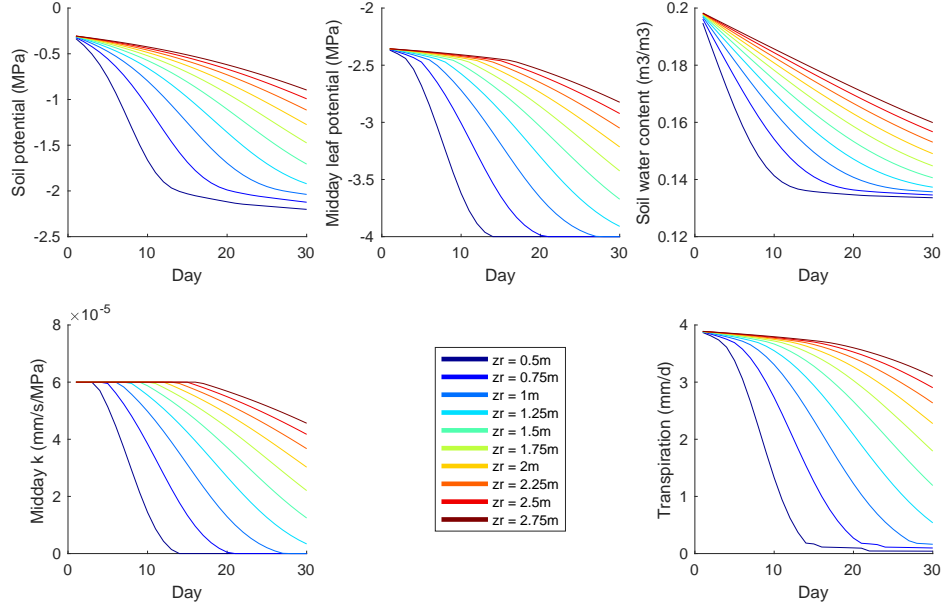 0
-0.5
-1
-1.5
-2
-2.5
Soil potential (MPa)
0 10 20 30
Day
-2
-2.5
-3
-3.5
-4
Midday leaf potential (MPa)
0 10 20 30
Day
0.2
0.18
0.16
0.14
0.12
Soil water content (m3/m3)
0 10 20 30
Day
×10⁻⁵
8
6
4
2
0
Midday k (mm/s/MPa)
0 10 20 30
Day
zr = 0.5m
zr = 0.75m
zr = 1m
zr = 1.25m
zr = 1.5m
zr = 1.75m
zr = 2m
zr = 2.25m
zr = 2.5m
zr = 2.75m
4
3
2
1
0
Transpiration (mm/d)
0 10 20 30
Day